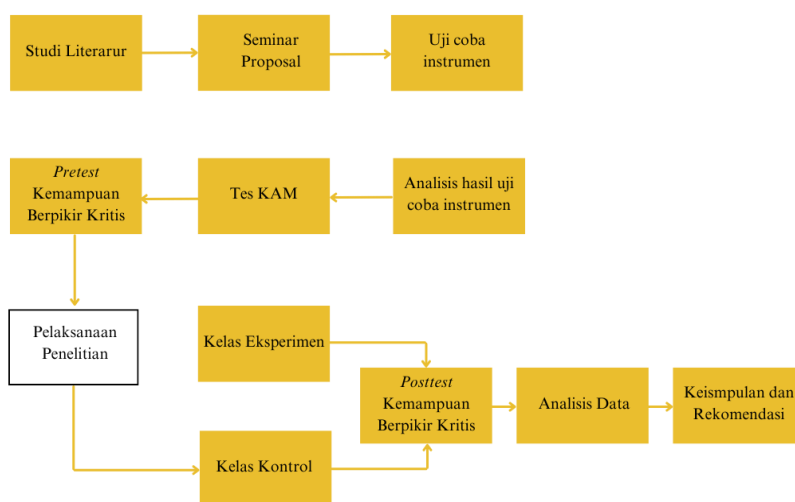 Studi Literarur
Seminar
Proposal
Uji coba
instrumen
Pretest
Kemampuan
Berpikir Kritis
Tes KAM
Analisis hasil uji
coba instrumen
Pelaksanaan
Penelitian
Kelas Eksperimen
Posttest
Kemampuan
Berpikir Kritis
Analisis Data
Keismpulan dan
Rekomendasi
Kelas Kontrol